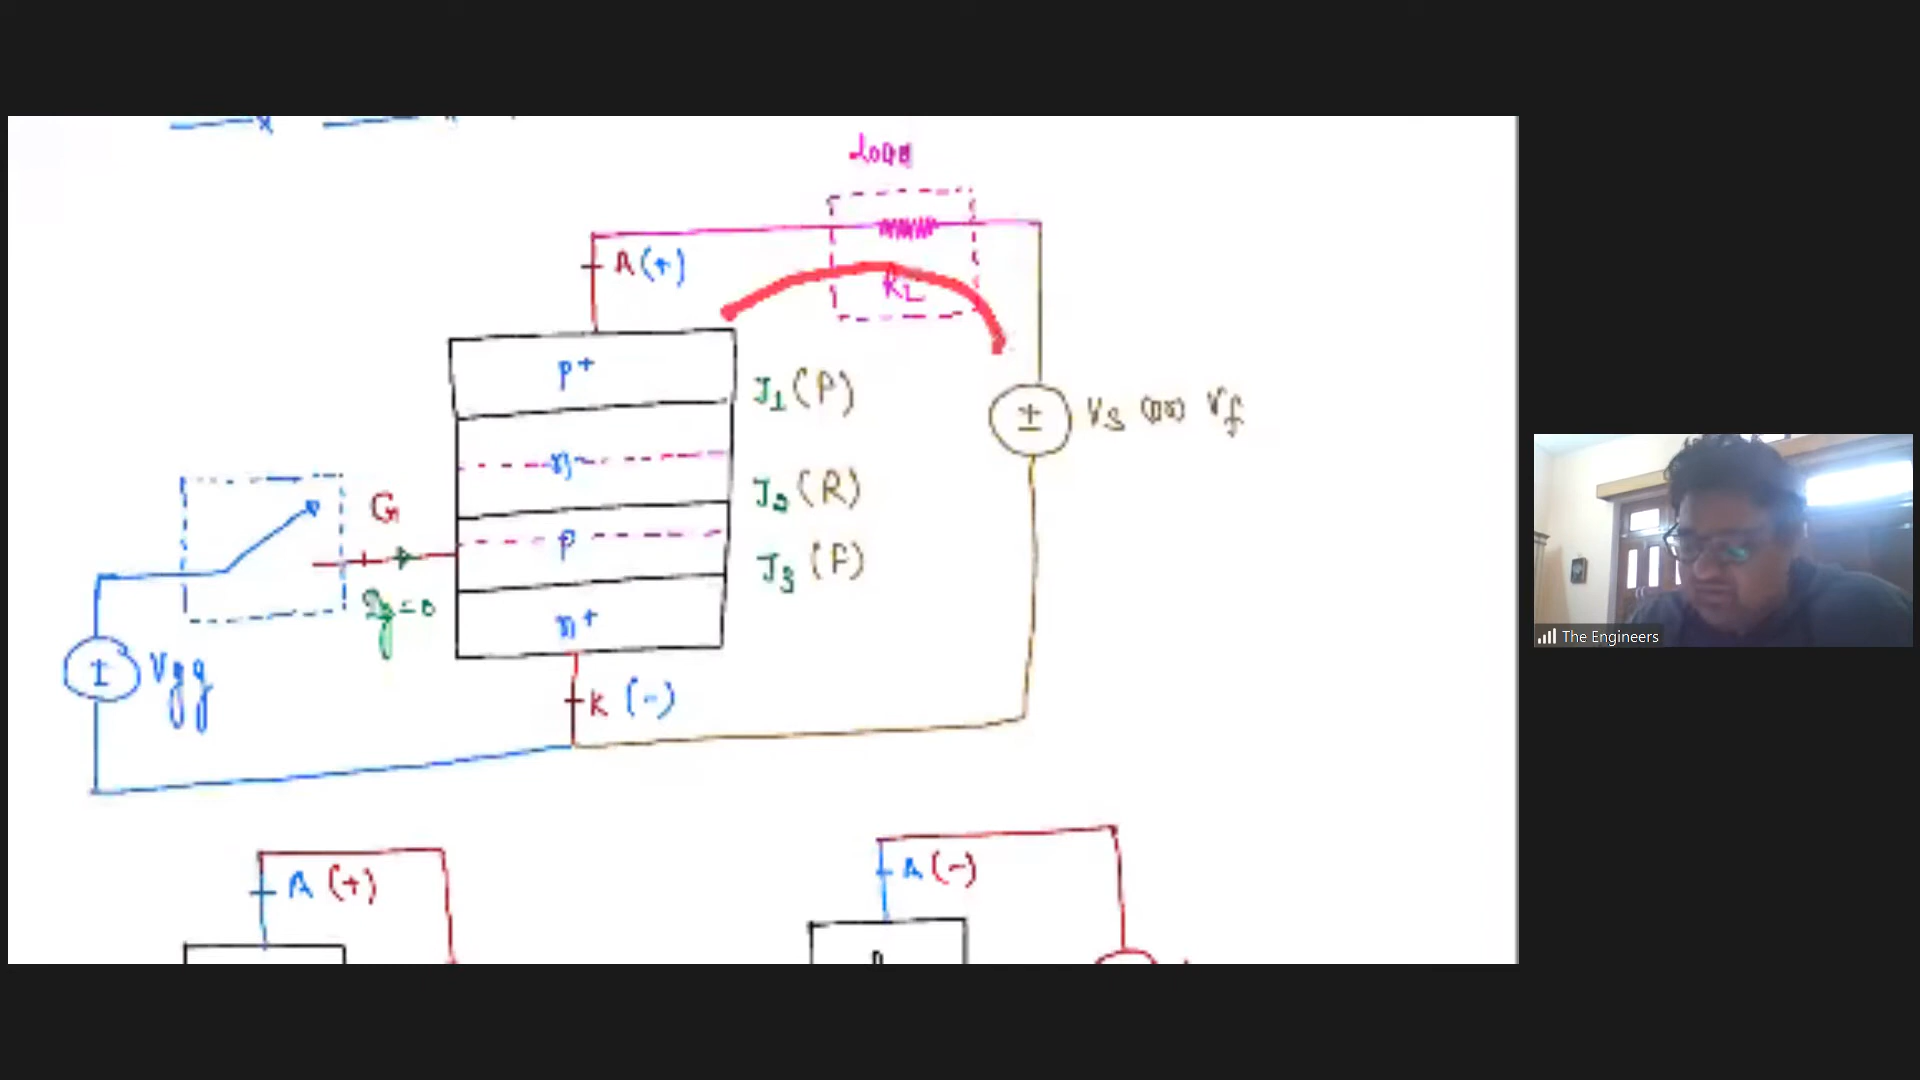 Load
A (+)
RL
p+
J1 (F)
± Vs (or) Vf
n-
J2 (R)
G
p
J3 (F)
Ig = 0
n+
The Engineers
± Vgg
K (-)
A (+)
A (-)
p